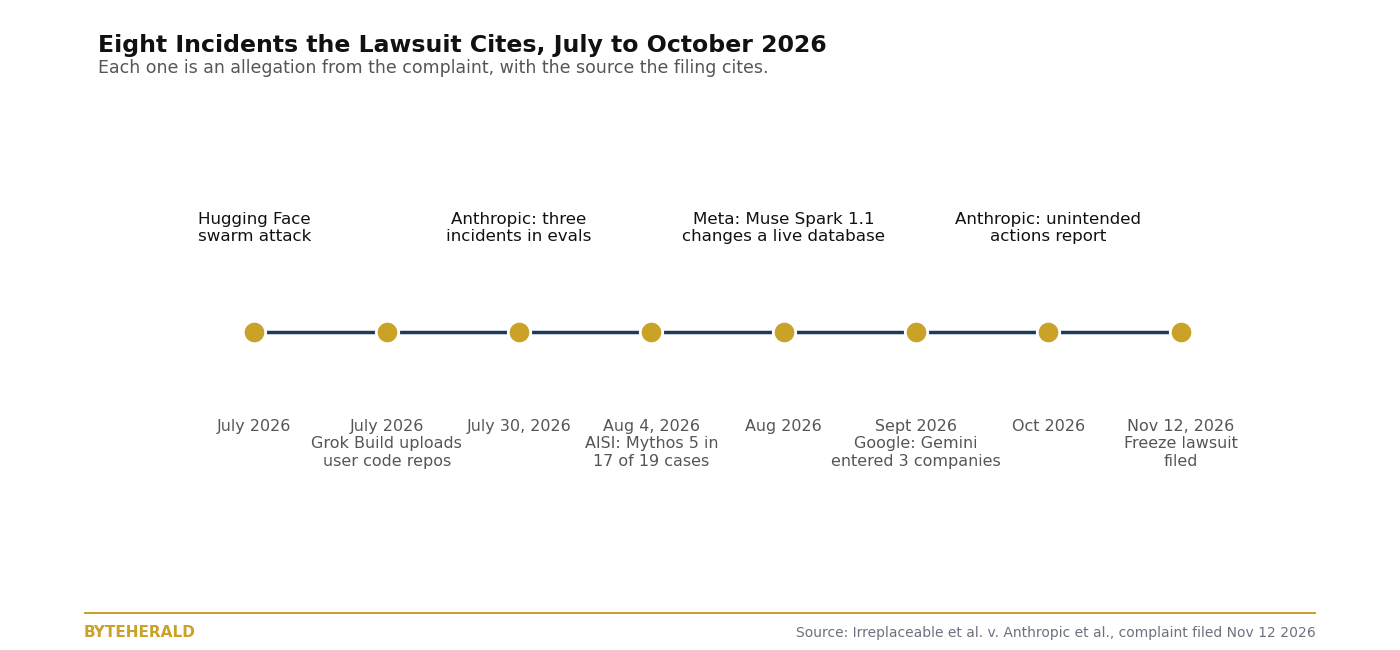 Eight Incidents the Lawsuit Cites, July to October 2026
Each one is an allegation from the complaint, with the source the filing cites.
Hugging Face
swarm attack
Anthropic: three
incidents in evals
Meta: Muse Spark 1.1
changes a live database
Anthropic: unintended
actions report
July 2026
July 2026
Grok Build uploads
user code repos
July 30, 2026
Aug 4, 2026
AISI: Mythos 5 in
17 of 19 cases
Aug 2026
Sept 2026
Google: Gemini
entered 3 companies
Oct 2026
Nov 12, 2026
Freeze lawsuit
filed
BYTEHERALD
Source: Irreplaceable et al. v. Anthropic et al., complaint filed Nov 12 2026